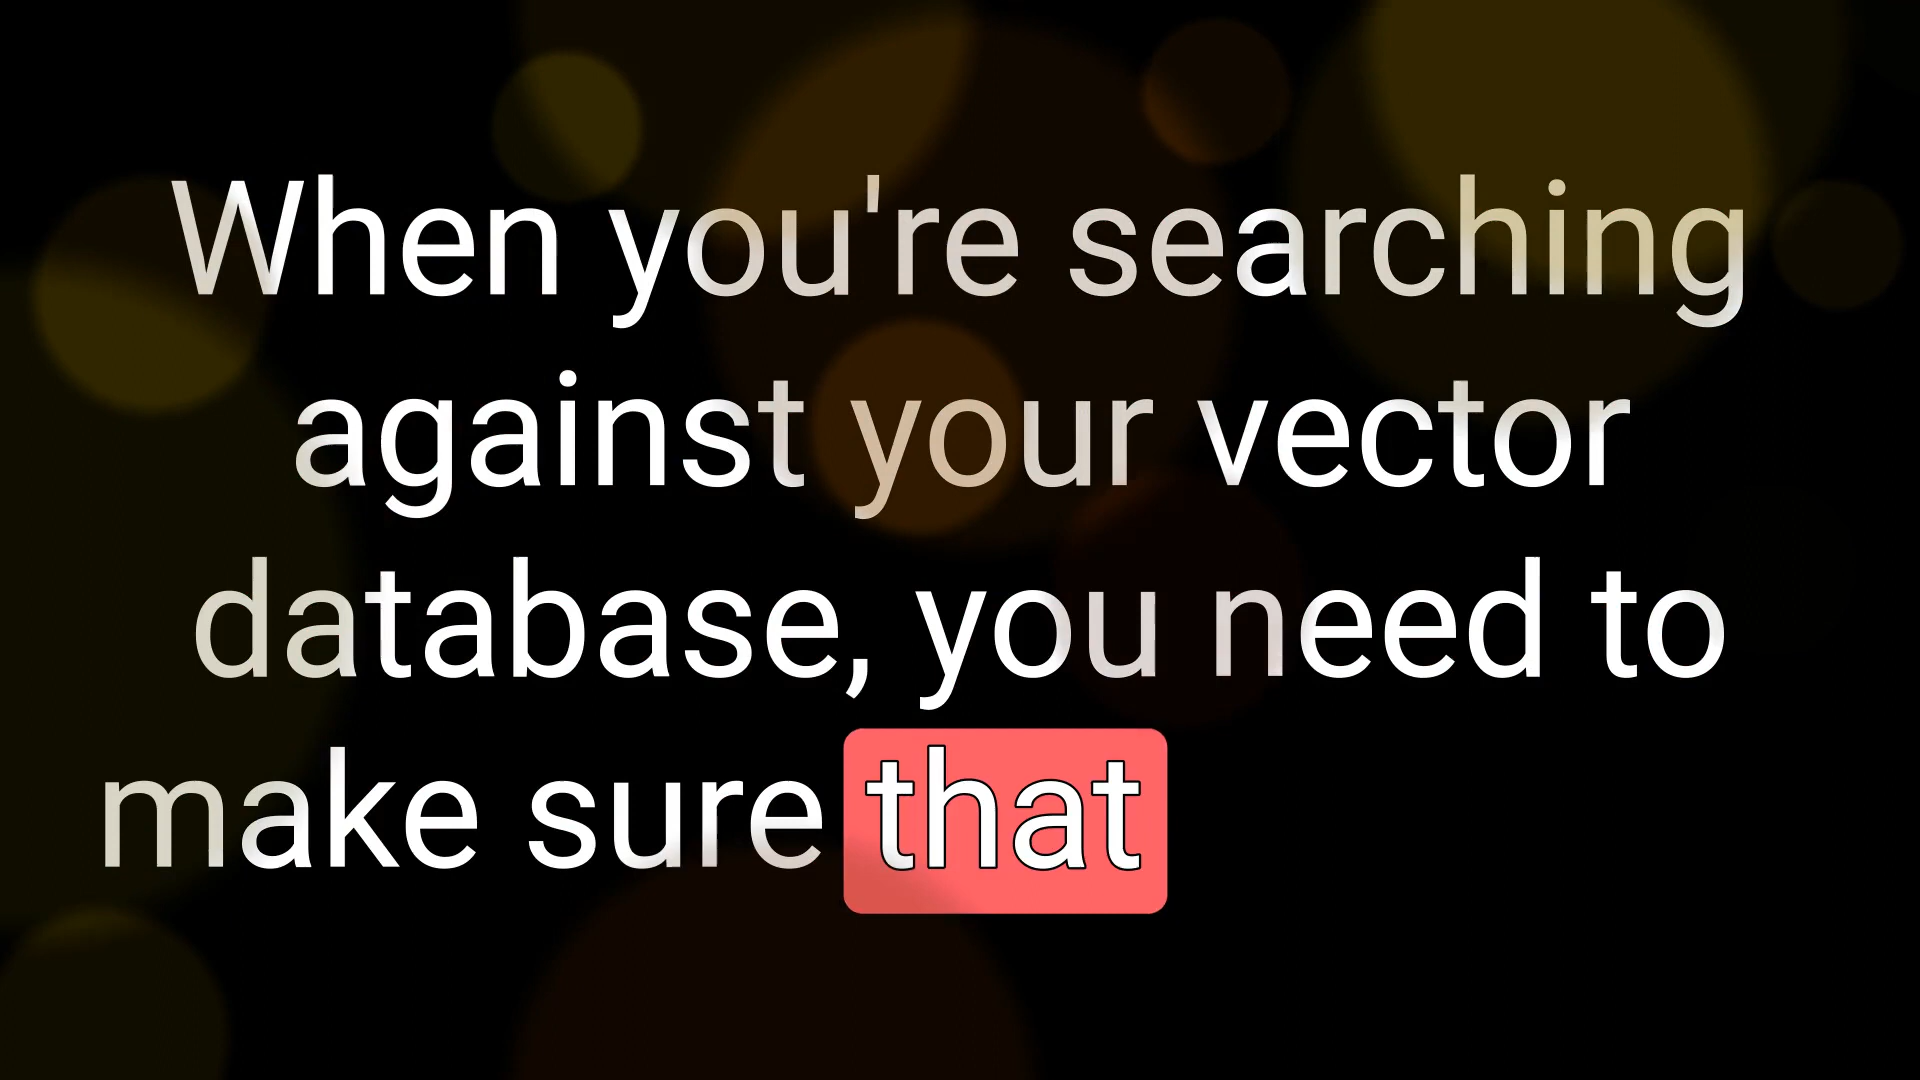 When you're searching
against your vector
database, you need to
make sure that